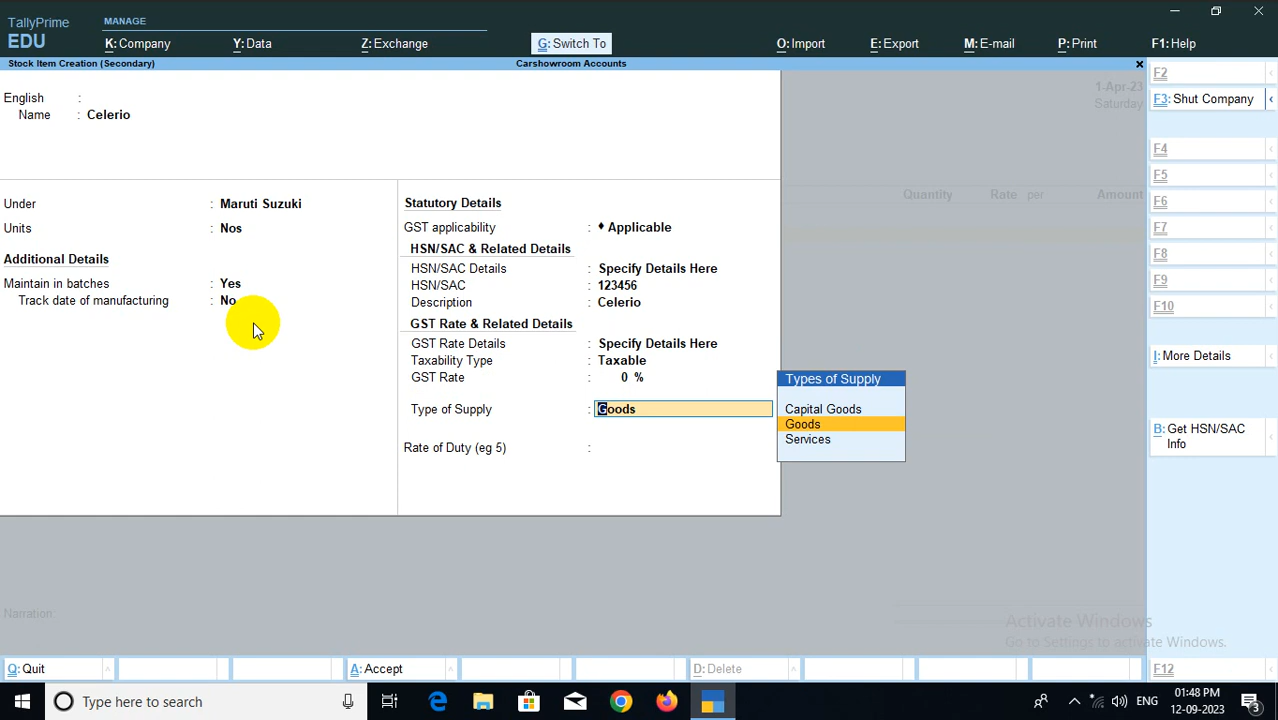 TallyPrime
EDU
MANAGE
K: Company
Y: Data
Z: Exchange
G: Switch To
O: Import
E: Export
M: E-mail
P: Print
F1: Help
Stock Item Creation (Secondary)
Carshowroom Accounts
English :
Name : Celerio
1-Apr-23
Saturday
Quantity Rate per Amount
Under : Maruti Suzuki
Units : Nos
Additional Details
Maintain in batches : Yes
Track date of manufacturing : No
Statutory Details
GST applicability : ♦ Applicable
HSN/SAC & Related Details
HSN/SAC Details : Specify Details Here
HSN/SAC : 123456
Description : Celerio
GST Rate & Related Details
GST Rate Details : Specify Details Here
Taxability Type : Taxable
GST Rate : 0 %
Type of Supply : Goods
Rate of Duty (eg 5) :
Types of Supply
Capital Goods
Goods
Services
F2
F3: Shut Company
F4
F5
F6
F7
F8
F9
F10
I: More Details
B: Get HSN/SAC
Info
F12
Narration:
Activate Windows
Go to Settings to activate Windows.
Q: Quit
A: Accept
D: Delete
Type here to search
ENG
01:48 PM
12-09-2023
3